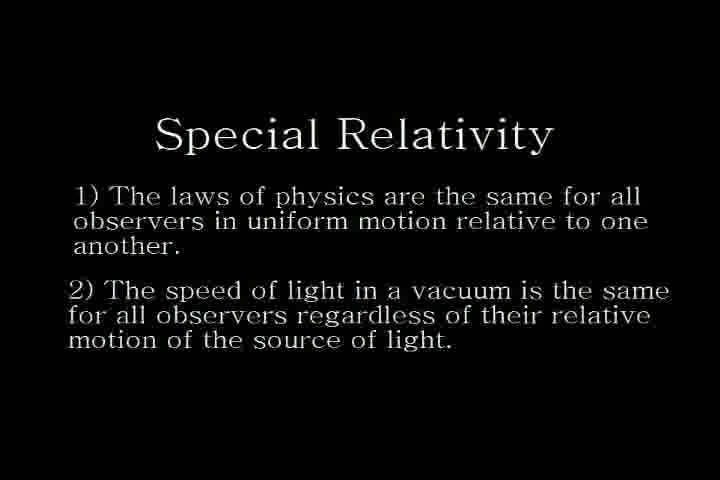 Special Relativity
1) The laws of physics are the same for all
observers in uniform motion relative to one
another.
2) The speed of light in a vacuum is the same
for all observers regardless of their relative
motion of the source of light.